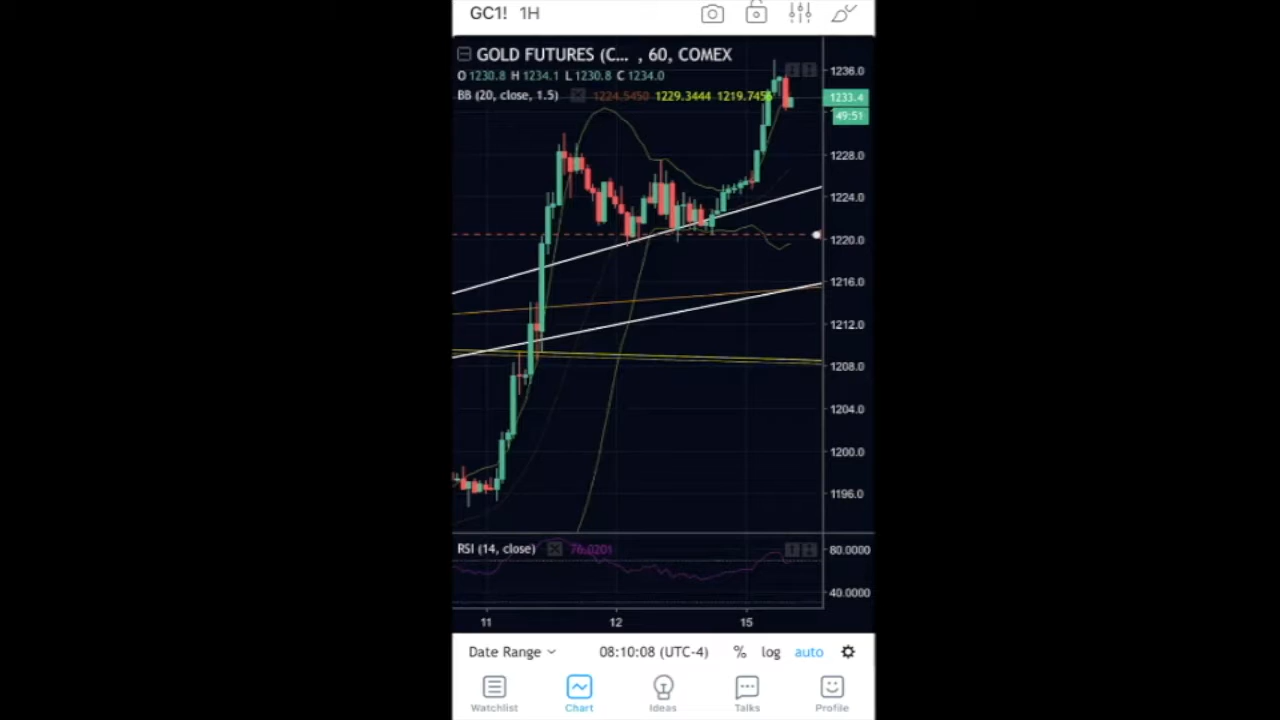 GC1! 1H
GOLD FUTURES (C... , 60, COMEX
O 1230.8 H 1234.1 L 1230.8 C 1234.0
BB (20, close, 1.5) 1224.5450 1229.3444 1219.7456
1236.0
1233.4
49:51
1228.0
1224.0
1220.0
1216.0
1212.0
1208.0
1204.0
1200.0
1196.0
RSI (14, close) 76.0201
80.0000
40.0000
11 12 15
Date Range 08:10:08 (UTC-4) % log auto
Watchlist Chart Ideas Talks Profile